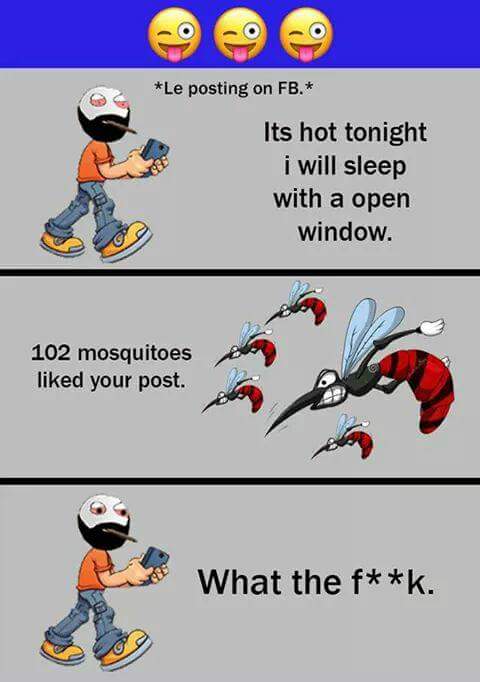 *Le posting on FB.*
Its hot tonight
i will sleep
with a open
window.
102 mosquitoes
liked your post.
What the f**k.